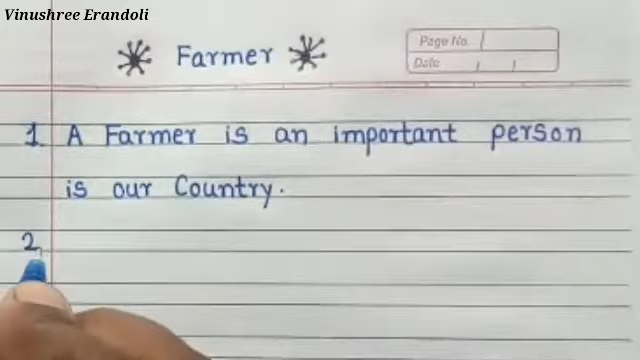 Vinushree Erandoli
Farmer
Page No.
Date
1. A Farmer is an important person
is our Country.
2.